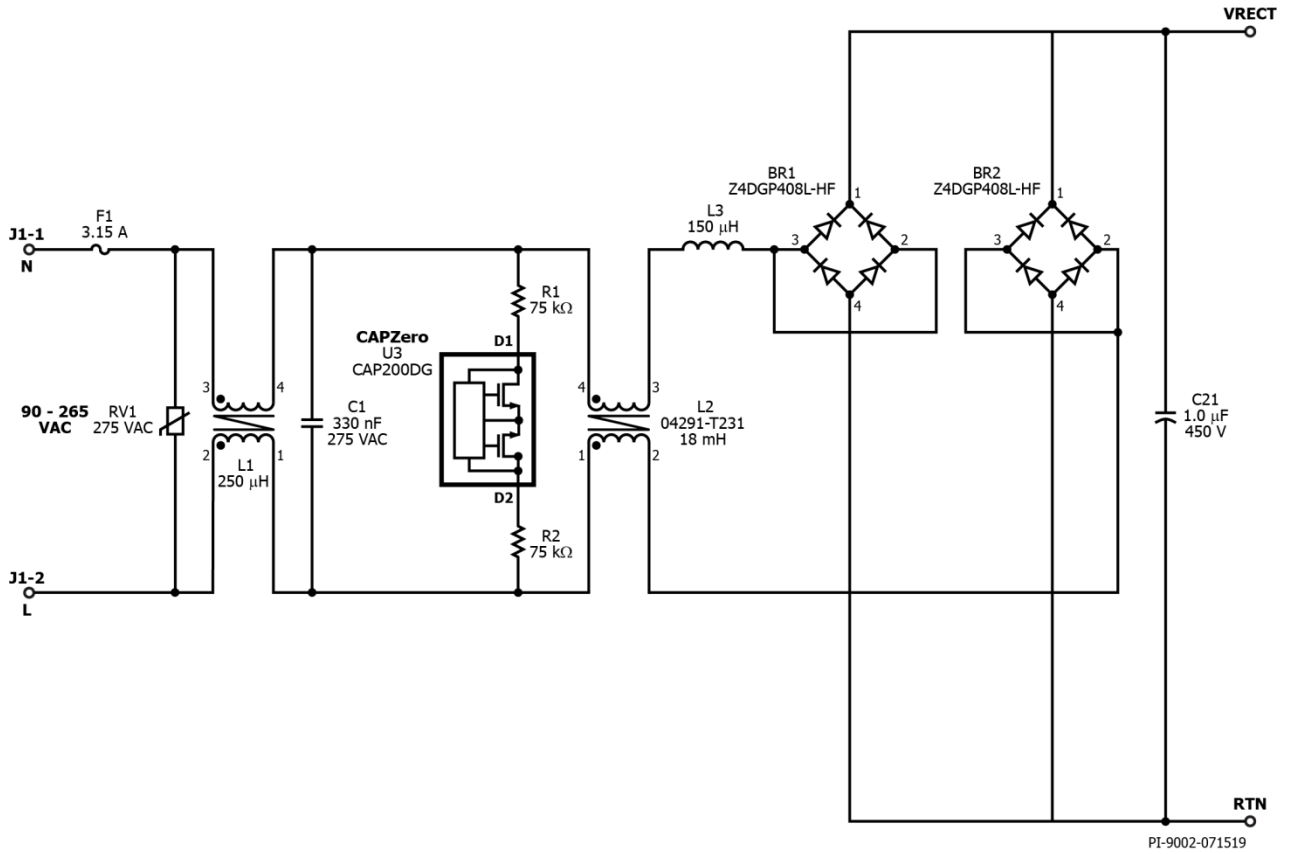 VRECT
BR1
Z4DGP408L-HF
BR2
Z4DGP408L-HF
1
1
F1
3.15 A
L3
150 μH
J1-1
N
3
2
3
2
4
4
R1
75 kΩ
CAPZero
U3
CAP200DG
D1
90 - 265
VAC
RV1
275 VAC
3
4
2
1
L1
250 μH
C1
330 nF
275 VAC
4
3
1
2
L2
04291-T231
18 mH
C21
1.0 μF
450 V
D2
R2
75 kΩ
J1-2
L
RTN
PI-9002-071519